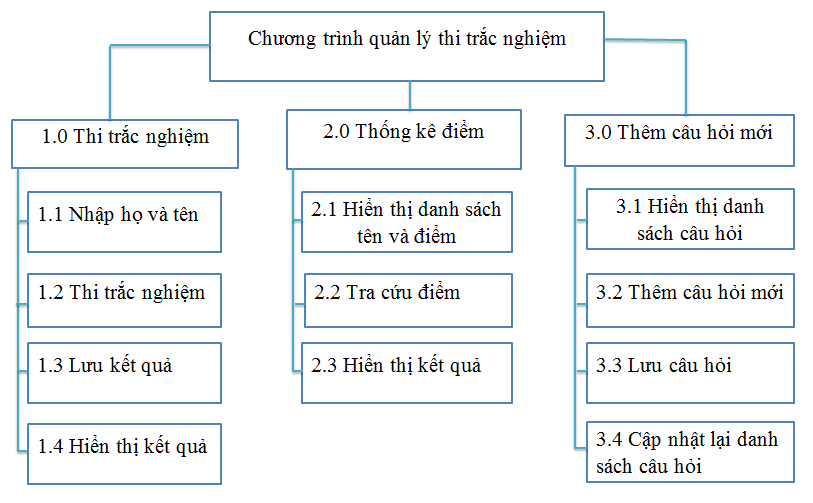 Chương trình quản lý thi trắc nghiệm
1.0 Thi trắc nghiệm
1.1 Nhập họ và tên
1.2 Thi trắc nghiệm
1.3 Lưu kết quả
1.4 Hiển thị kết quả
2.0 Thống kê điểm
2.1 Hiển thị danh sách
tên và điểm
2.2 Tra cứu điểm
2.3 Hiển thị kết quả
3.0 Thêm câu hỏi mới
3.1 Hiển thị danh
sách câu hỏi
3.2 Thêm câu hỏi mới
3.3 Lưu câu hỏi
3.4 Cập nhật lại danh
sách câu hỏi